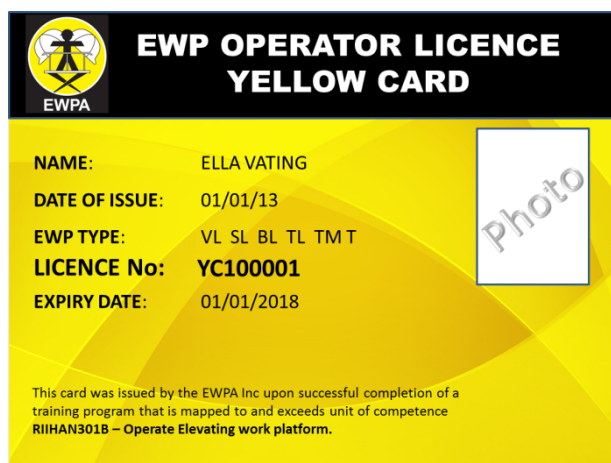 EWPA
EWP OPERATOR LICENCE
YELLOW CARD
NAME: ELLA VATING
DATE OF ISSUE: 01/01/13
EWP TYPE: VL SL BL TL TM T
LICENCE No: YC100001
EXPIRY DATE: 01/01/2018
Photo
This card was issued by the EWPA Inc upon successful completion of a
training program that is mapped to and exceeds unit of competence
RIIHAN301B – Operate Elevating work platform.